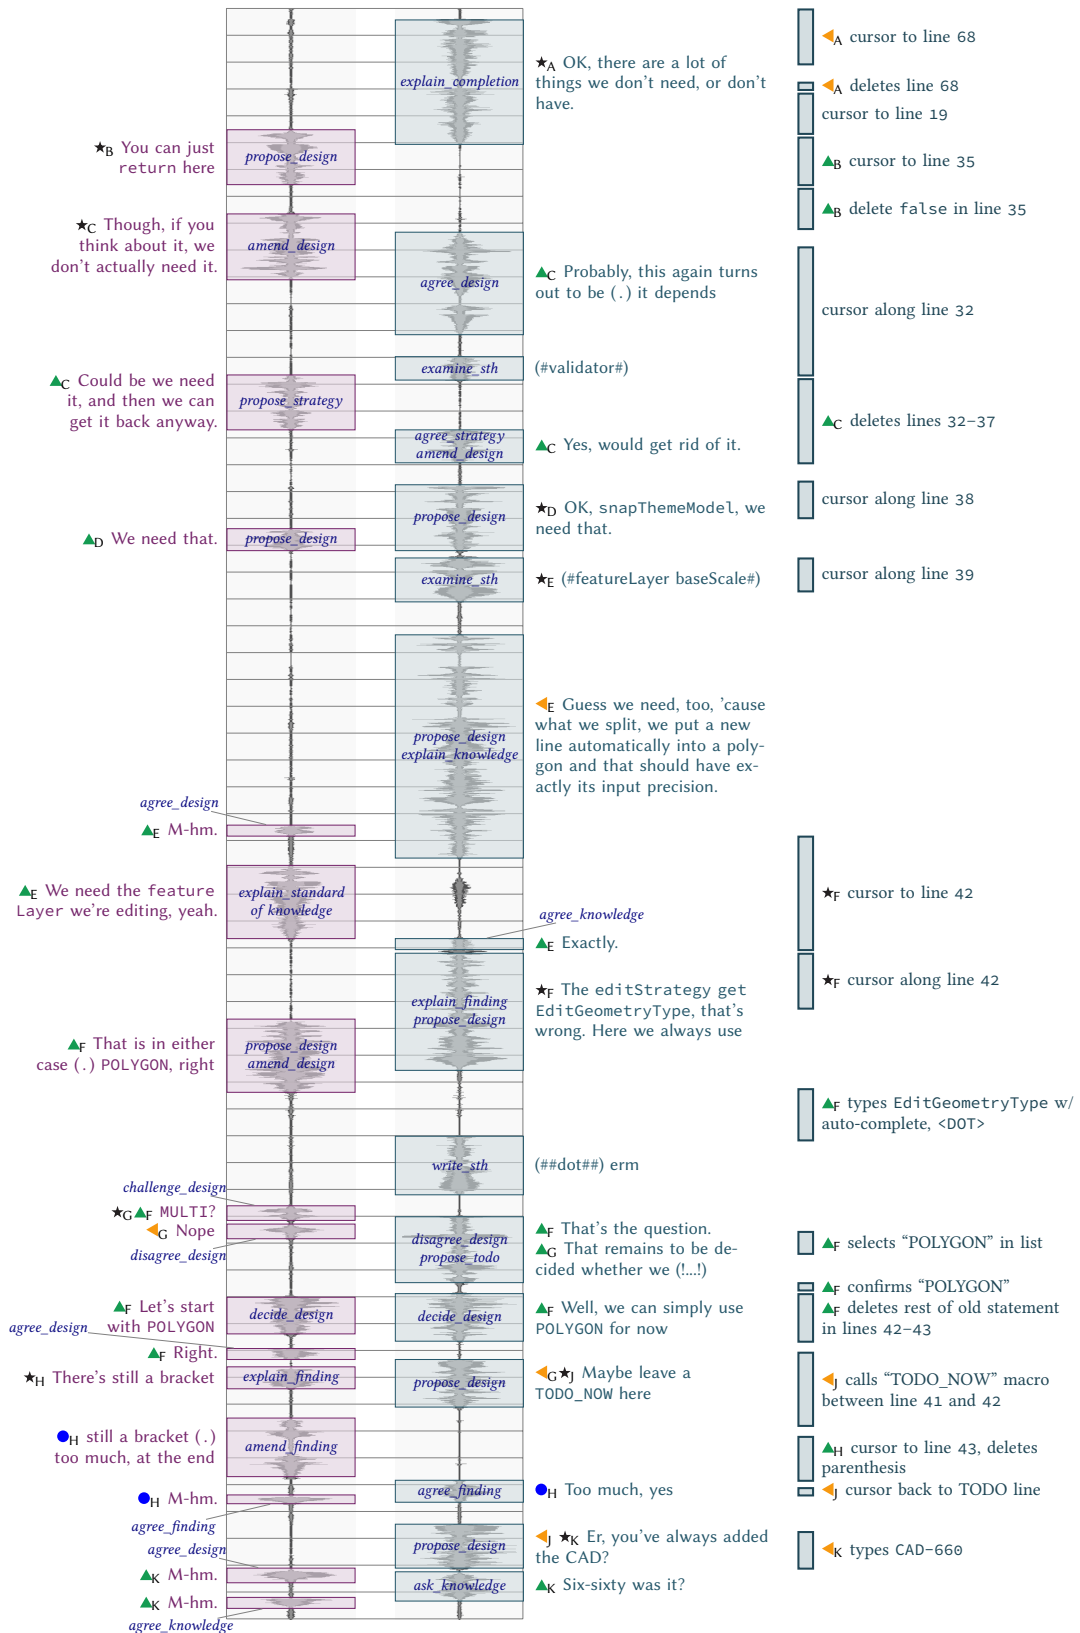 explain_completion
★A OK, there are a lot of
things we don't need, or don't
have.
◀A cursor to line 68
◀A deletes line 68
cursor to line 19
★B You can just
return here
propose_design
▲B cursor to line 35
▲B delete false in line 35
★C Though, if you
think about it, we
don't actually need it.
amend_design
agree_design
▲C Probably, this again turns
out to be (.) it depends
cursor along line 32
examine_sth
(#validator#)
▲C Could be we need
it, and then we can
get it back anyway.
propose_strategy
agree_strategy
amend_design
▲C Yes, would get rid of it.
▲C deletes lines 32–37
propose_design
★D OK, snapThemeModel, we
need that.
cursor along line 38
▲D We need that.
propose_design
examine_sth
★E (#featureLayer baseScale#)
cursor along line 39
propose_design
explain_knowledge
◀E Guess we need, too, 'cause
what we split, we put a new
line automatically into a poly-
gon and that should have ex-
actly its input precision.
agree_design
▲E M-hm.
▲E We need the feature
Layer we're editing, yeah.
explain_standard
of knowledge
★F cursor to line 42
agree_knowledge
▲E Exactly.
explain_finding
propose_design
★F The editStrategy get
EditGeometryType, that's
wrong. Here we always use
★F cursor along line 42
▲F That is in either
case (.) POLYGON, right
propose_design
amend_design
▲F types EditGeometryType w/
auto-complete, <DOT>
write_sth
(##dot##) erm
challenge_design
★G▲F MULTI?
◀G Nope
disagree_design
disagree_design
propose_todo
▲F That's the question.
▲G That remains to be de-
cided whether we (!...!)
▲F selects “POLYGON” in list
▲F confirms “POLYGON”
▲F deletes rest of old statement
in lines 42–43
▲F Let's start
with POLYGON
decide_design
decide_design
▲F Well, we can simply use
POLYGON for now
agree_design
▲F Right.
★H There's still a bracket
explain_finding
propose_design
◀G★J Maybe leave a
TODO_NOW here
◀J calls “TODO_NOW” macro
between line 41 and 42
●H still a bracket (.)
too much, at the end
amend_finding
▲H cursor to line 43, deletes
parenthesis
agree_finding
●H Too much, yes
◀J cursor back to TODO line
●H M-hm.
agree_finding
propose_design
◀J ★K Er, you've always added
the CAD?
◀K types CAD-660
agree_design
▲K M-hm.
ask_knowledge
▲K Six-sixty was it?
▲K M-hm.
agree_knowledge